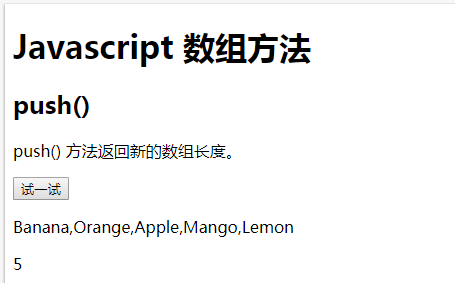 Javascript 数组方法
push()
push() 方法返回新的数组长度。
试一试
Banana,Orange,Apple,Mango,Lemon
5